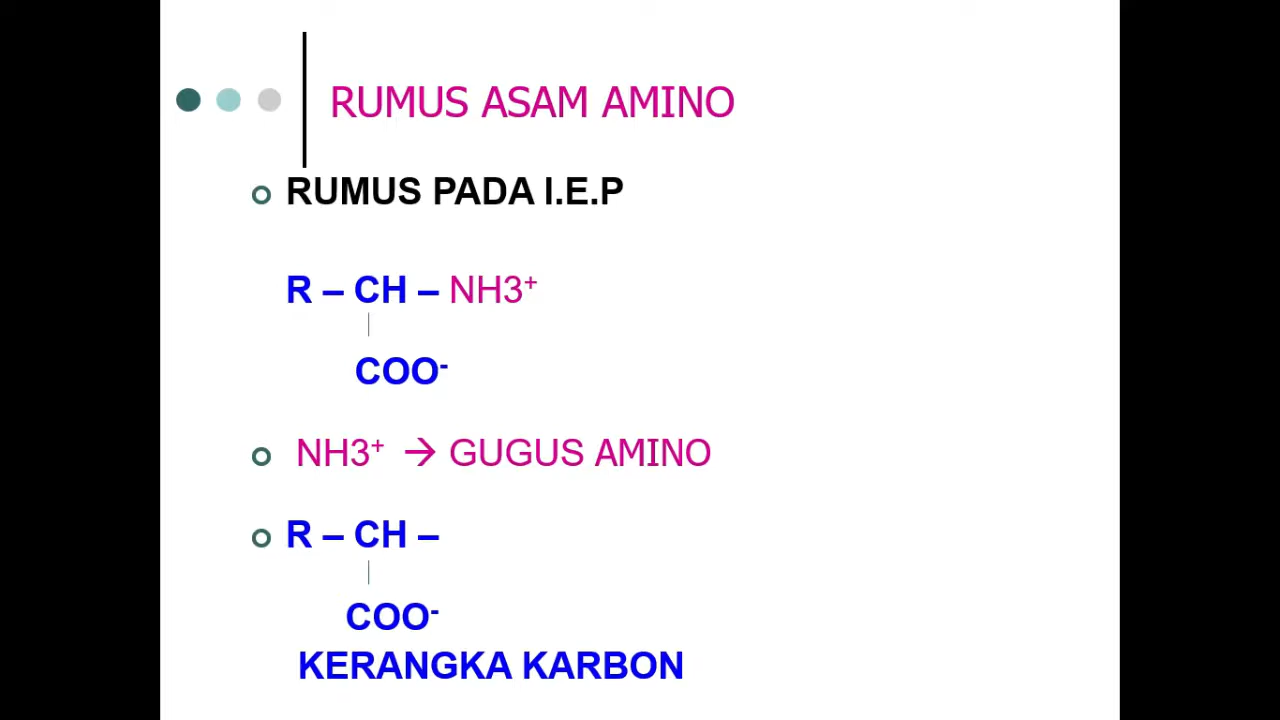 RUMUS ASAM AMINO
RUMUS PADA I.E.P
R – CH – NH3⁺
COO⁻
NH3⁺ → GUGUS AMINO
R – CH –
COO⁻
KERANGKA KARBON